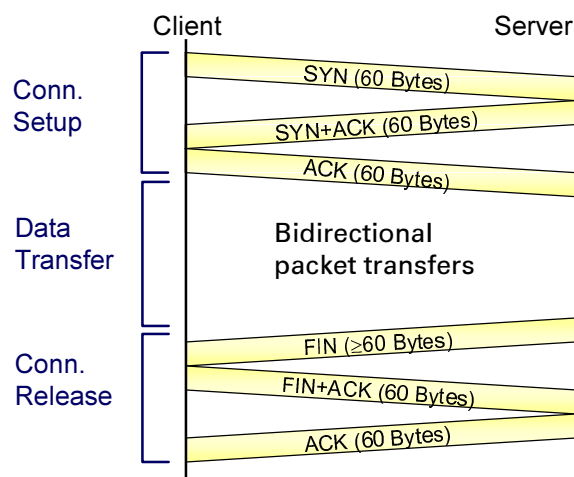 Client
Server
SYN (60 Bytes)
Conn.
Setup
SYN+ACK (60 Bytes)
ACK (60 Bytes)
Data
Transfer
Bidirectional
packet transfers
FIN (≥60 Bytes)
Conn.
Release
FIN+ACK (60 Bytes)
ACK (60 Bytes)